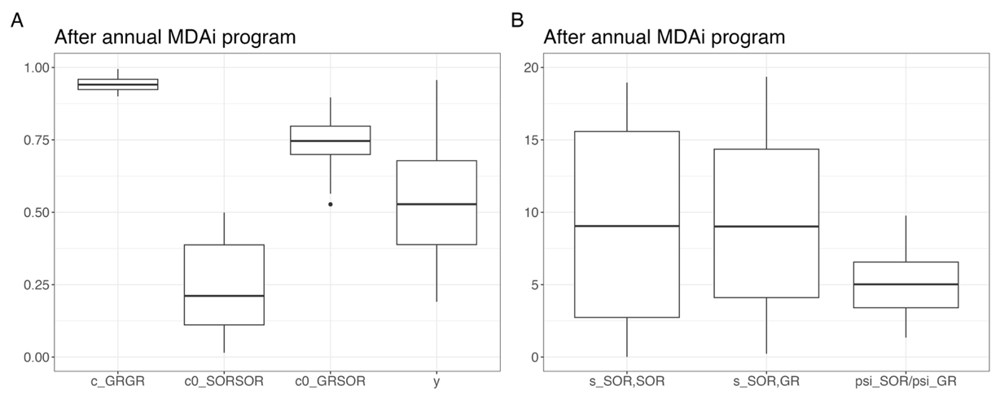 A
After annual MDAi program
1.00
0.75
0.50
0.25
0.00
c_GRGR c0_SORSOR c0_GRSOR y
B
After annual MDAi program
20
15
10
5
0
s_SOR,SOR s_SOR,GR psi_SOR/psi_GR